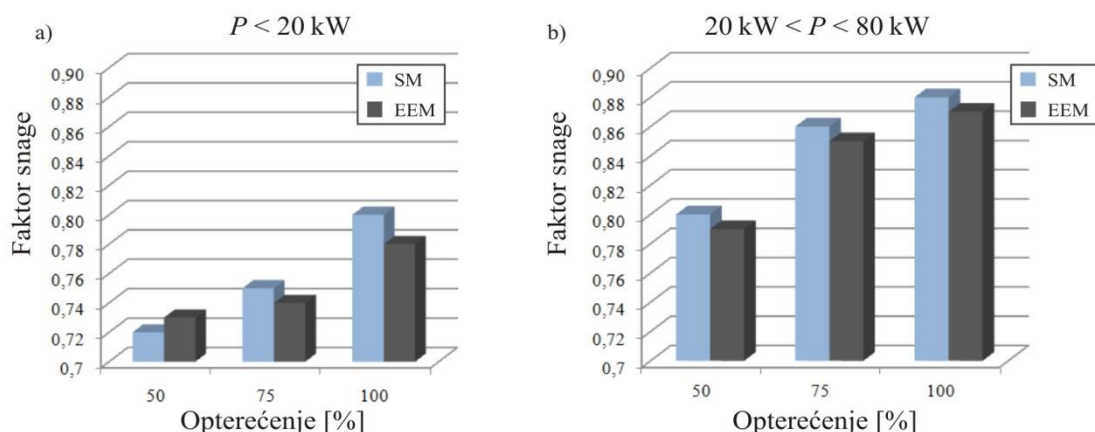 a)
P < 20 kW
Faktor snage
0,90
0,88
0,86
0,84
0,82
0,80
0,78
0,76
0,74
0,72
0,7
SM
EEM
50
75
100
Opterećenje [%]
b)
20 kW < P < 80 kW
Faktor snage
0,90
0,88
0,86
0,84
0,82
0,80
0,78
0,76
0,74
0,72
0,7
SM
EEM
50
75
100
Opterećenje [%]